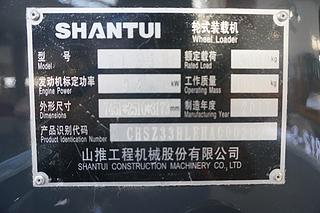 SHANTUI 轮式装载机
Wheel Loader
型号 额定载荷 kg
Model Rated Load
发动机标定功率 kW 工作质量 kg
Engine Power Operating Mass
外形尺寸 mm 制造年度
Dimensions Manufacturing Year
产品识别代码
Product Identification Number
山推工程机械股份有限公司
SHANTUI CONSTRUCTION MACHINERY CO., LTD